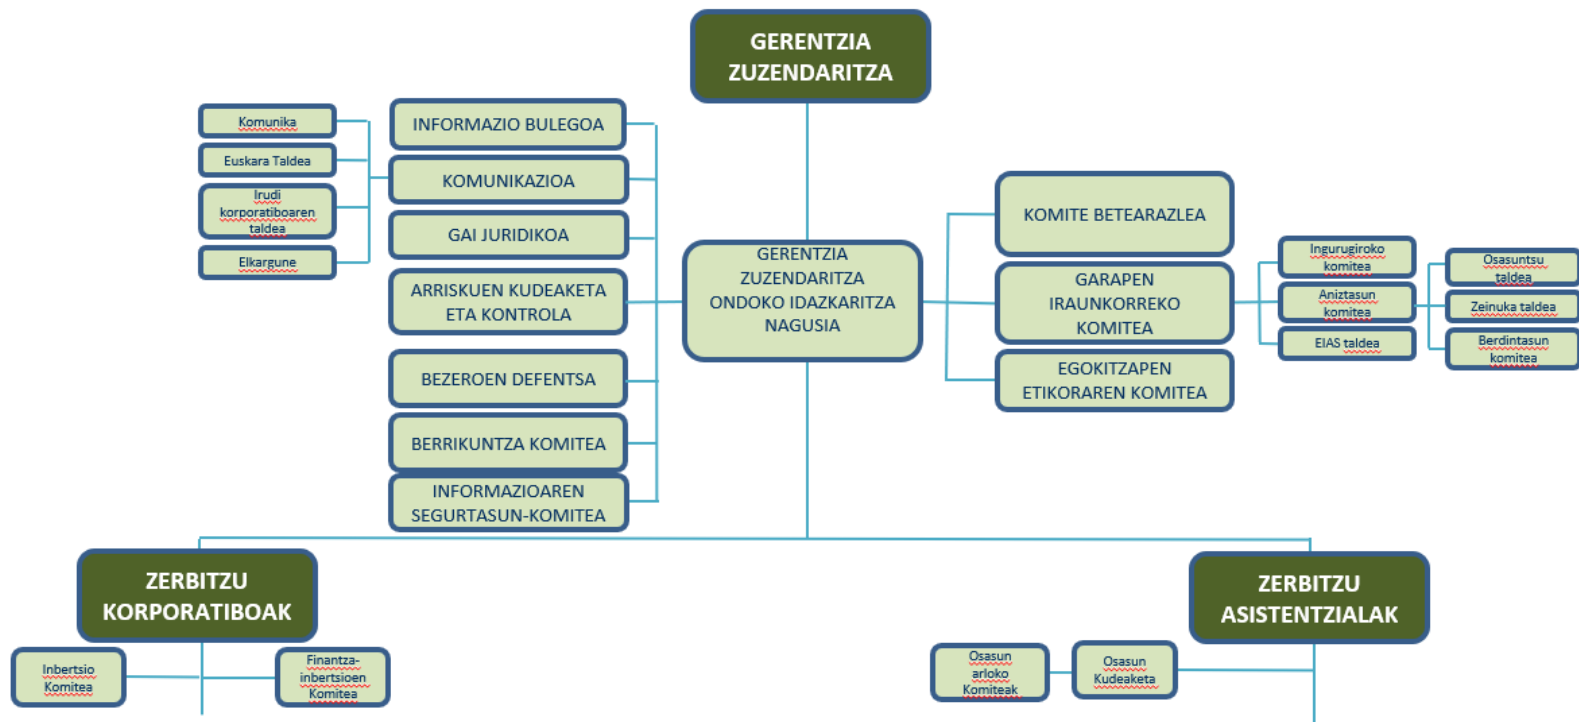 GERENTZIA
ZUZENDARITZA
Komunika
Euskara Taldea
Irudi
korporatiboaren
taldea
Elkargune
INFORMAZIO BULEGOA
KOMUNIKAZIOA
GAI JURIDIKOA
ARRISKUEN KUDEAKETA
ETA KONTROLA
BEZEROEN DEFENTSA
BERRIKUNTZA KOMITEA
INFORMAZIOAREN
SEGURTASUN-KOMITEA
GERENTZIA
ZUZENDARITZA
ONDOKO IDAZKARITZA
NAGUSIA
KOMITE BETEARAZLEA
GARAPEN
IRAUNKORREKO
KOMITEA
EGOKITZAPEN
ETIKORAREN KOMITEA
Ingurugiroko
komitea
Aniztasun
komitea
EIAS taldea
Osasuntsu
taldea
Zeinuka taldea
Berdintasun
komitea
ZERBITZU
KORPORATIBOAK
Inbertsio
Komitea
Finantza-
inbertsioen
Komitea
ZERBITZU
ASISTENTZIALAK
Osasun
arloko
Komiteak
Osasun
Kudeaketa